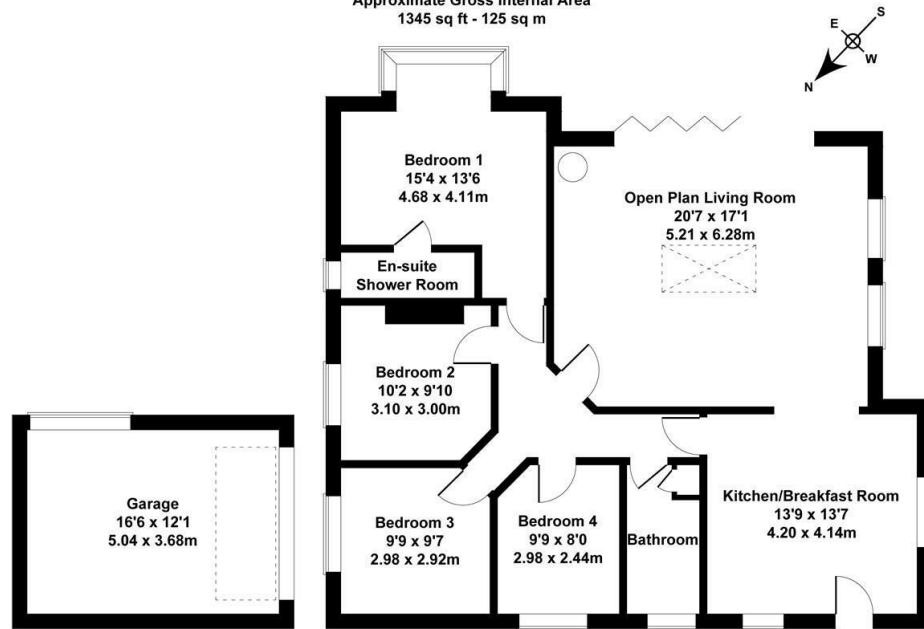 Approximate Gross Internal Area
1345 sq ft - 125 sq m
S
E
W
N
Bedroom 1
15'4 x 13'6
4.68 x 4.11m
Open Plan Living Room
20'7 x 17'1
5.21 x 6.28m
En-suite
Shower Room
Bedroom 2
10'2 x 9'10
3.10 x 3.00m
Garage
16'6 x 12'1
5.04 x 3.68m
Bedroom 3
9'9 x 9'7
2.98 x 2.92m
Bedroom 4
9'9 x 8'0
2.98 x 2.44m
Bathroom
Kitchen/Breakfast Room
13'9 x 13'7
4.20 x 4.14m